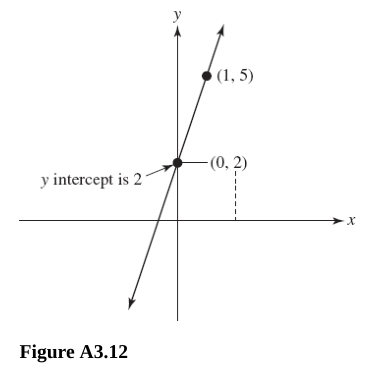 y
(1, 5)
(0, 2)
y intercept is 2
x
Figure A3.12